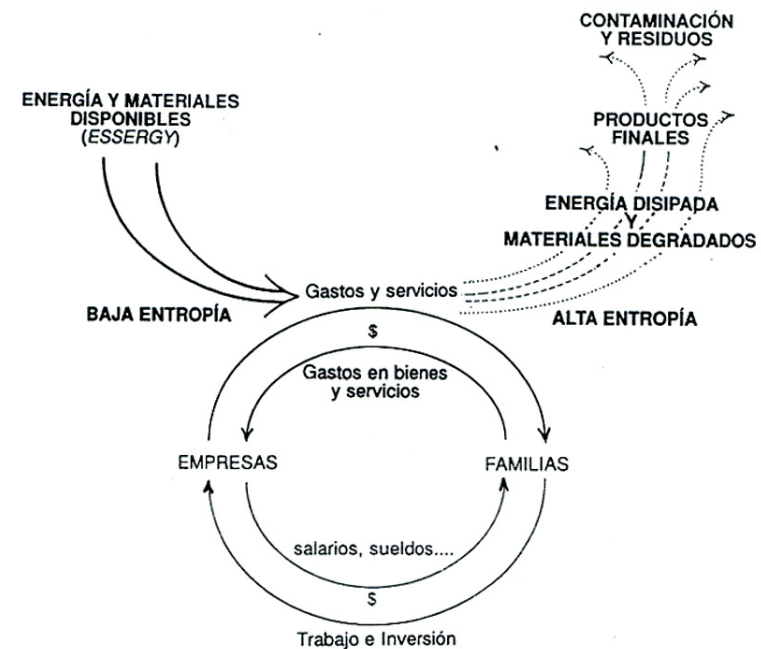 CONTAMINACIÓN
Y RESIDUOS
ENERGÍA Y MATERIALES
DISPONIBLES
(ESSERGY)
PRODUCTOS
FINALES
ENERGÍA DISIPADA
Y
MATERIALES DEGRADADOS
BAJA ENTROPÍA
Gastos y servicios
ALTA ENTROPÍA
$
Gastos en bienes
y servicios
EMPRESAS
FAMILIAS
salarios, sueldos....
$
Trabajo e Inversión